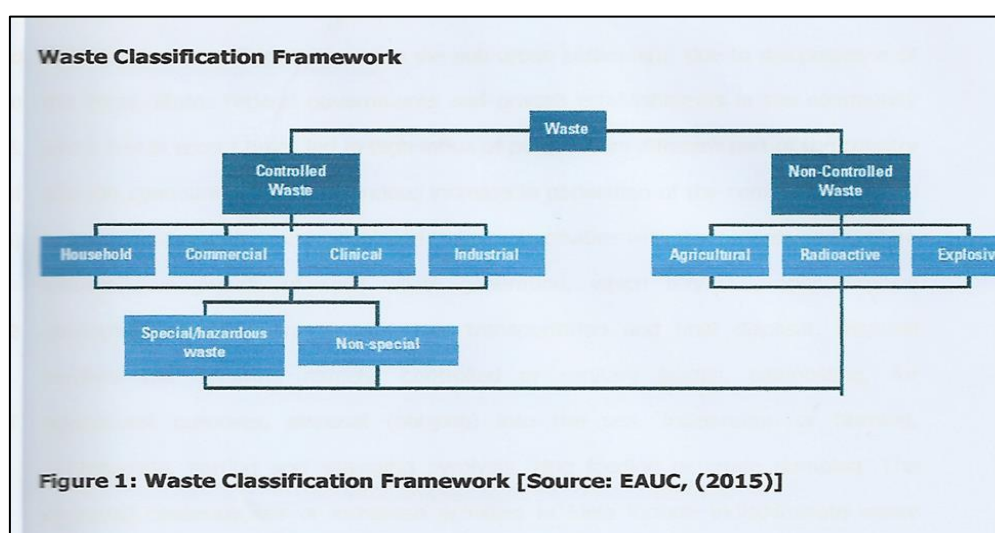 Waste Classification Framework
Waste
Controlled
Waste
Non-Controlled
Waste
Household
Commercial
Clinical
Industrial
Agricultural
Radioactive
Explosiv
Special/hazardous
waste
Non-special
Figure 1: Waste Classification Framework [Source: EAUC, (2015)]